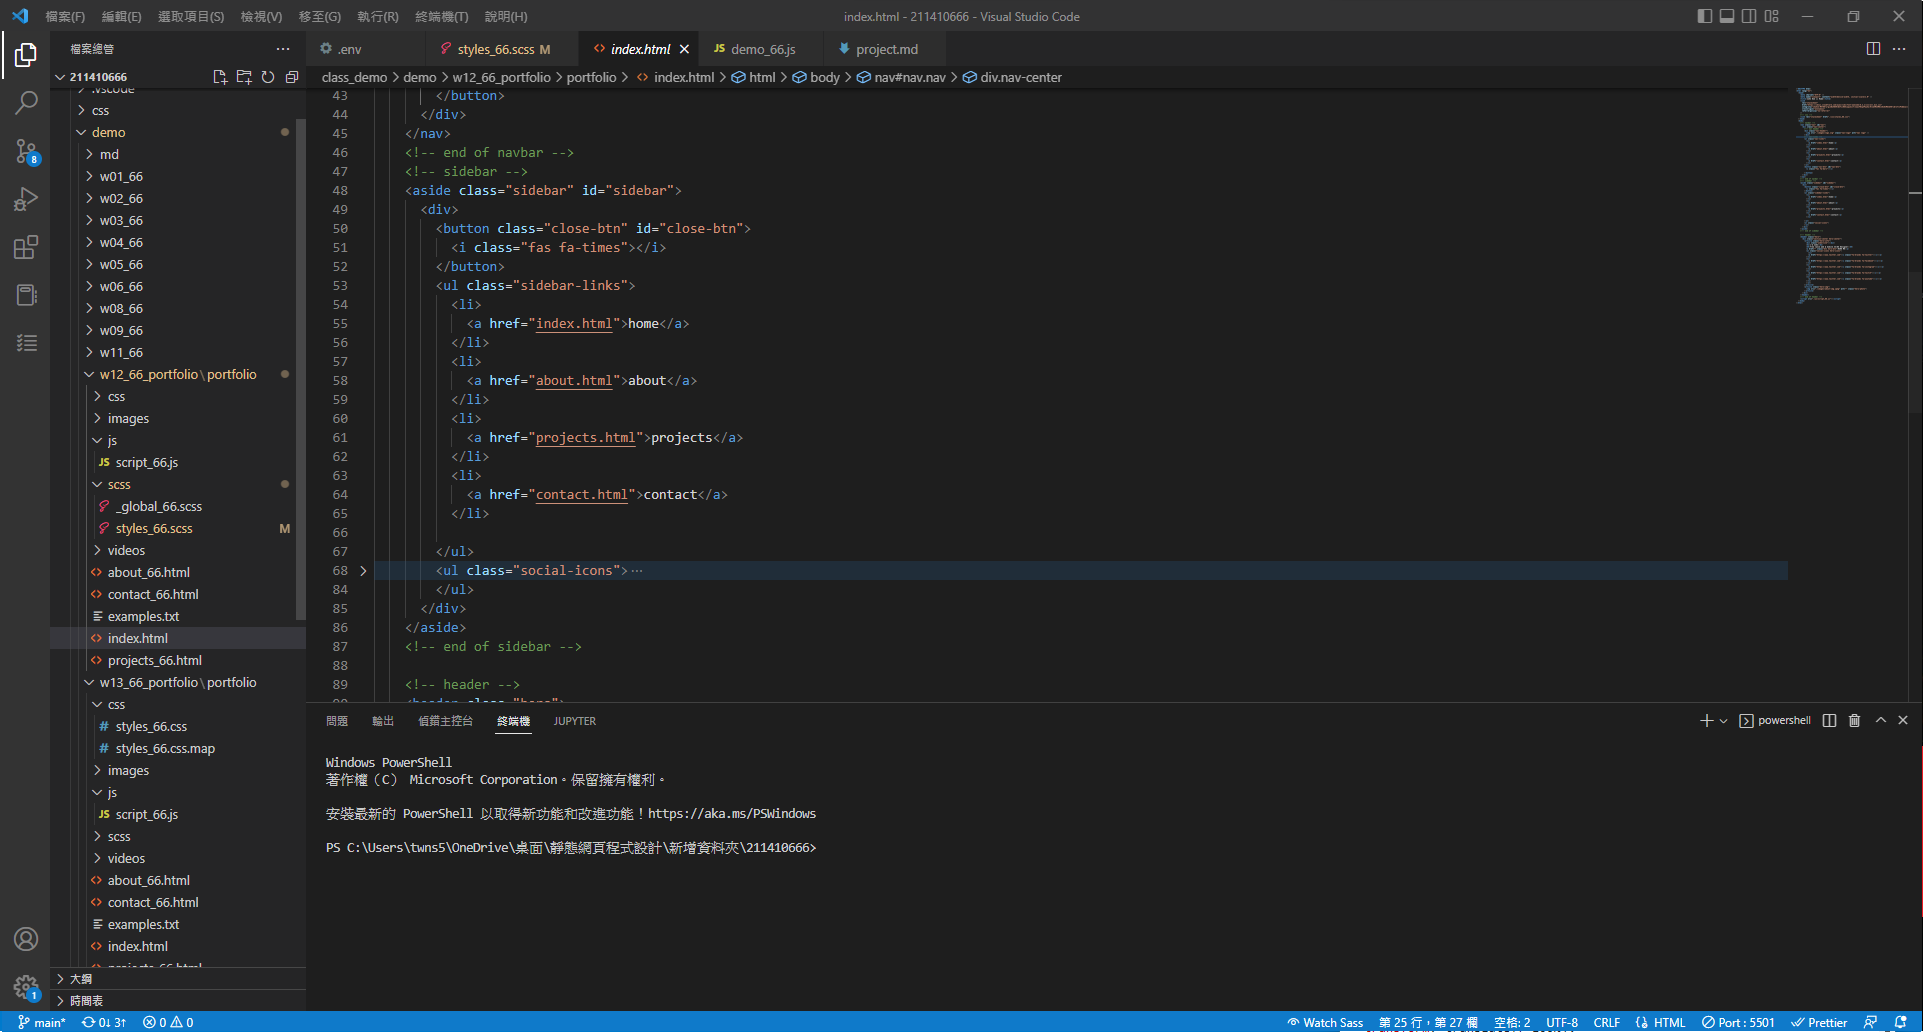 檔案(F) 編輯(E) 選取項目(S) 檢視(V) 移至(G) 執行(R) 終端機(T) 說明(H)
index.html - 211410666 - Visual Studio Code
檔案總管
.env
styles_66.scss M
index.html
demo_66.js
project.md
class_demo > demo > w12_66_portfolio > portfolio > index.html > html > body > nav#nav.nav > div.nav-center
211410666
.vscode
css
demo
md
w01_66
w02_66
w03_66
w04_66
w05_66
w06_66
w08_66
w09_66
w11_66
w12_66_portfolio\portfolio
css
images
js
script_66.js
scss
_global_66.scss
styles_66.scss M
videos
about_66.html
contact_66.html
examples.txt
index.html
projects_66.html
w13_66_portfolio\portfolio
css
styles_66.css
styles_66.css.map
images
js
script_66.js
scss
videos
about_66.html
contact_66.html
examples.txt
index.html
projects_66.html
大綱
時間表
8
1
43 </button>
44 </div>
45 </nav>
46 <!-- end of navbar -->
47 <!-- sidebar -->
48 <aside class="sidebar" id="sidebar">
49 <div>
50 <button class="close-btn" id="close-btn">
51 <i class="fas fa-times"></i>
52 </button>
53 <ul class="sidebar-links">
54 <li>
55 <a href="index.html">home</a>
56 </li>
57 <li>
58 <a href="about.html">about</a>
59 </li>
60 <li>
61 <a href="projects.html">projects</a>
62 </li>
63 <li>
64 <a href="contact.html">contact</a>
65 </li>
66
67 </ul>
68 <ul class="social-icons">…
84 </ul>
85 </div>
86 </aside>
87 <!-- end of sidebar -->
88
89 <!-- header -->
90 <header class="hero">
問題 輸出 偵錯主控台 終端機 JUPYTER
powershell
Windows PowerShell
著作權 (C) Microsoft Corporation。保留擁有權利。
安裝最新的 PowerShell 以取得新功能和改進功能！https://aka.ms/PSWindows
PS C:\Users\twns5\OneDrive\桌面\靜態網頁程式設計\新增資料夾\211410666>
main* 0↓ 3↑ 0 0
Watch Sass 第 25 行，第 27 欄 空格: 2 UTF-8 CRLF {} HTML Port : 5501 Prettier